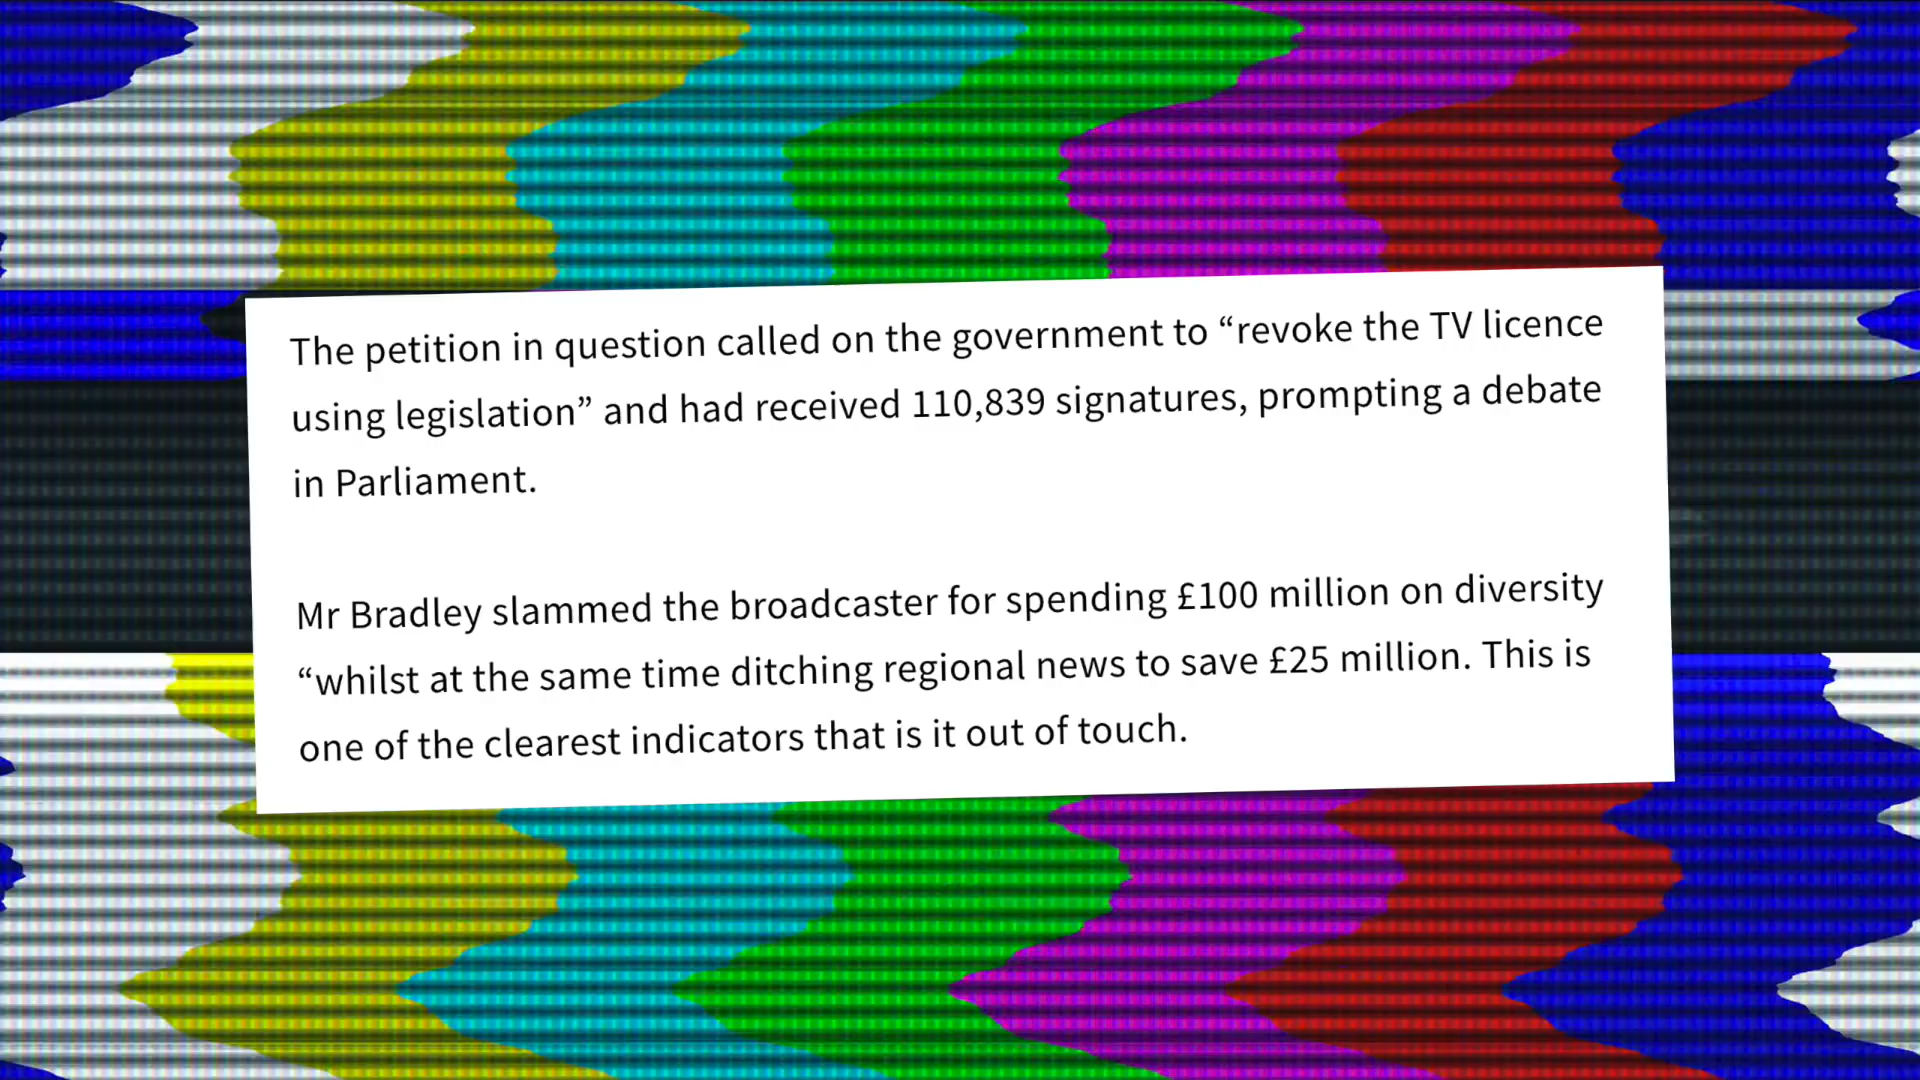 The petition in question called on the government to “revoke the TV licence
using legislation” and had received 110,839 signatures, prompting a debate
in Parliament.
Mr Bradley slammed the broadcaster for spending £100 million on diversity
“whilst at the same time ditching regional news to save £25 million. This is
one of the clearest indicators that is it out of touch.